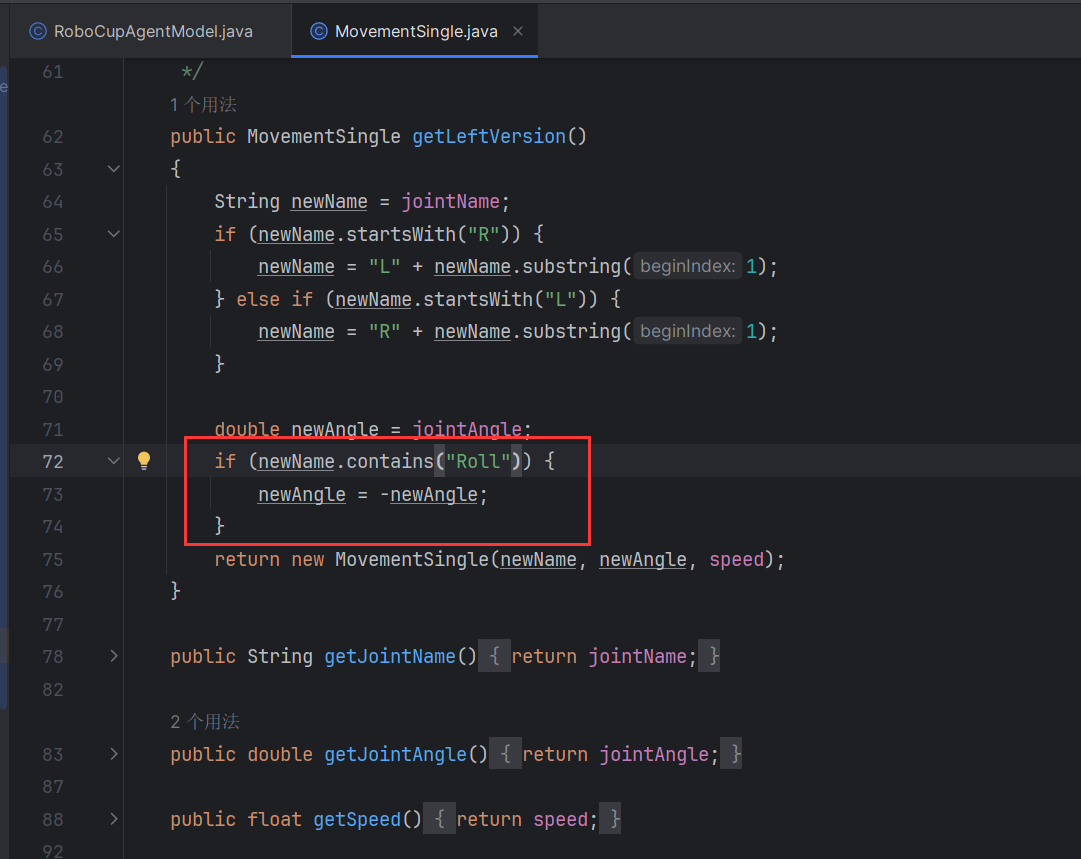 RoboCupAgentModel.java MovementSingle.java
61 */
1 个用法
62 public MovementSingle getLeftVersion()
63 {
64 String newName = jointName;
65 if (newName.startsWith("R")) {
66 newName = "L" + newName.substring( beginIndex: 1);
67 } else if (newName.startsWith("L")) {
68 newName = "R" + newName.substring( beginIndex: 1);
69 }
70
71 double newAngle = jointAngle;
72 if (newName.contains("Roll")) {
73 newAngle = -newAngle;
74 }
75 return new MovementSingle(newName, newAngle, speed);
76 }
77
78 public String getJointName() { return jointName; }
82
2 个用法
83 public double getJointAngle() { return jointAngle; }
87
88 public float getSpeed() { return speed; }
92